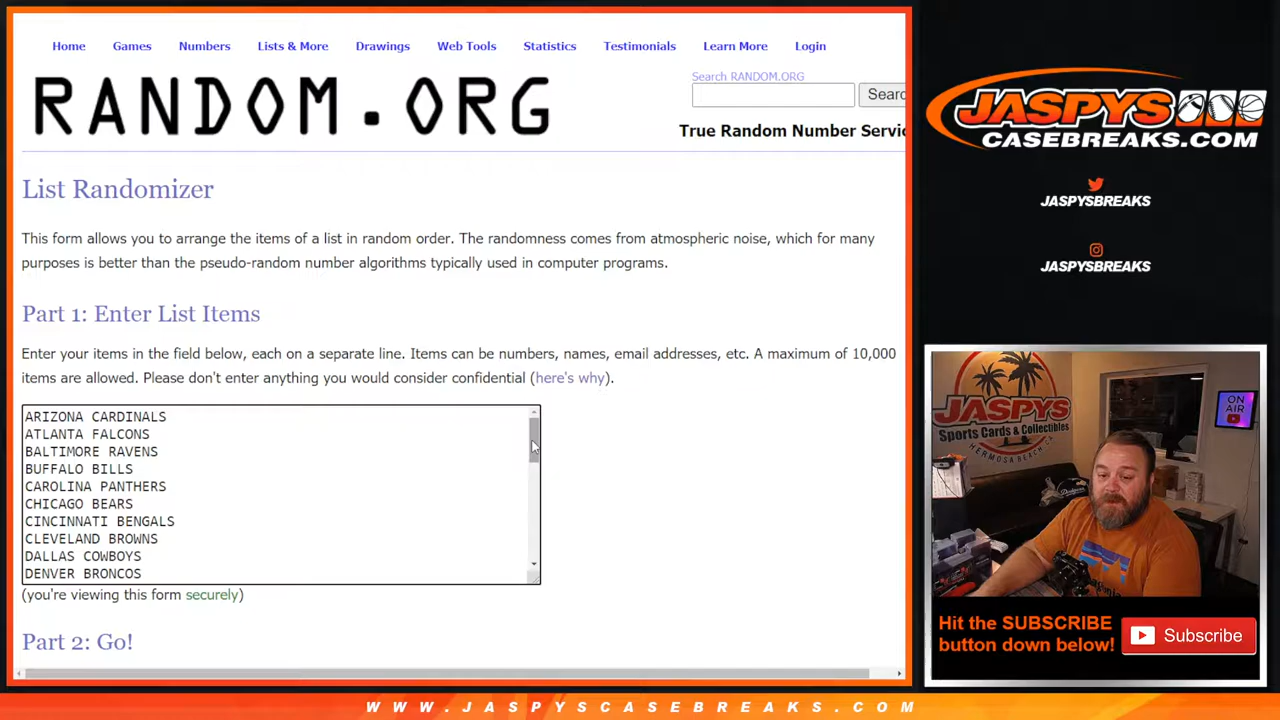 Home Games Numbers Lists & More Drawings Web Tools Statistics Testimonials Learn More Login
RANDOM.ORG
Search RANDOM.ORG
True Random Number
List Randomizer
This form allows you to arrange the items of a list in random order. The randomness comes from atmospheric noise, which for many
purposes is better than the pseudo-random number algorithms typically used in computer programs.
Part 1: Enter List Items
Enter your items in the field below, each on a separate line. Items can be numbers, names, email addresses, etc. A maximum of 10,000
items are allowed. Please don't enter anything you would consider confidential (here's why).
ARIZONA CARDINALS
ATLANTA FALCONS
BALTIMORE RAVENS
BUFFALO BILLS
CAROLINA PANTHERS
CHICAGO BEARS
CINCINNATI BENGALS
CLEVELAND BROWNS
DALLAS COWBOYS
DENVER BRONCOS
(you're viewing this form securely)
Part 2: Go!
JASPYS
CASEBREAKS.COM
JASPYSBREAKS
JASPYSBREAKS
JASPYS
Sports Cards & Collectibles
HERMOSA BEACH, CA
ON
AIR
Dodgers
Hit the SUBSCRIBE
button down below!
Subscribe
WWW.JASPYSCASEBREAKS.COM